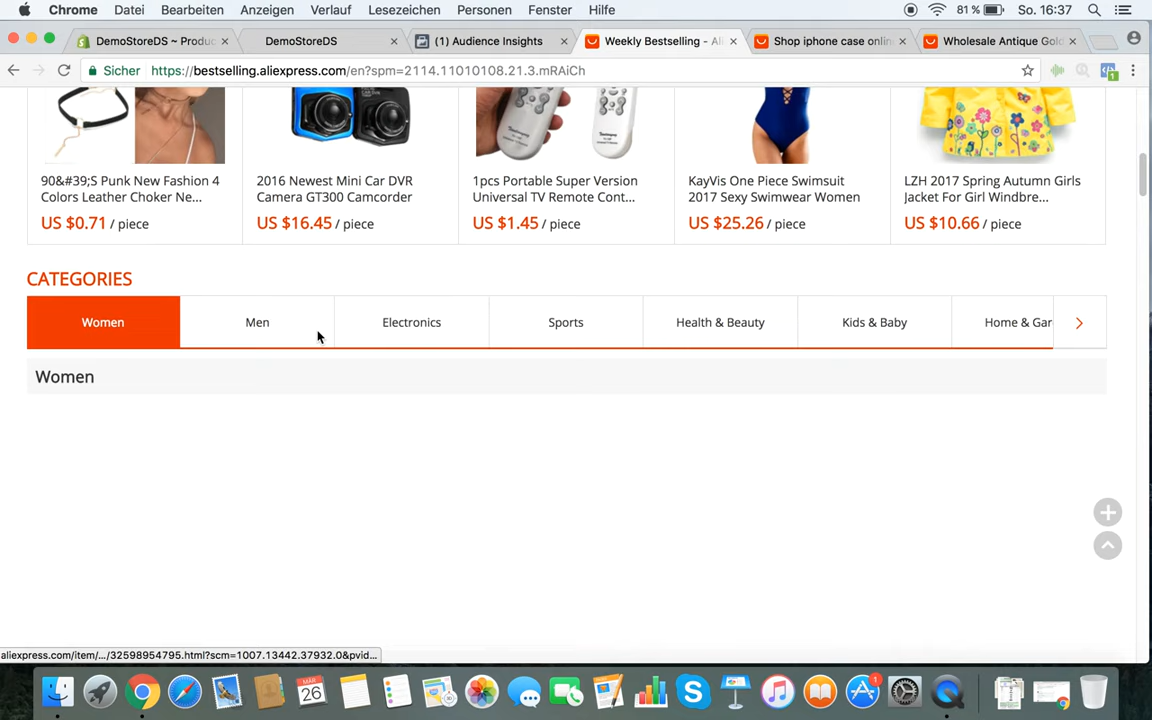 Chrome Datei Bearbeiten Anzeigen Verlauf Lesezeichen Personen Fenster Hilfe 81 % So. 16:37
DemoStoreDS ~ Produc DemoStoreDS (1) Audience Insights Weekly Bestselling - Ali Shop iphone case onlin Wholesale Antique Gold
Sicher https://bestselling.aliexpress.com/en?spm=2114.11010108.21.3.mRAiCh 1
90&#39;S Punk New Fashion 4 2016 Newest Mini Car DVR 1pcs Portable Super Version KayVis One Piece Swimsuit LZH 2017 Spring Autumn Girls
Colors Leather Choker Ne... Camera GT300 Camcorder Universal TV Remote Cont... 2017 Sexy Swimwear Women Jacket For Girl Windbre...
US $0.71 / piece US $16.45 / piece US $1.45 / piece US $25.26 / piece US $10.66 / piece
CATEGORIES
Women Men Electronics Sports Health & Beauty Kids & Baby Home & Gar
Women
aliexpress.com/item/.../32598954795.html?scm=1007.13442.37932.0&pvid...
MAR
26
1